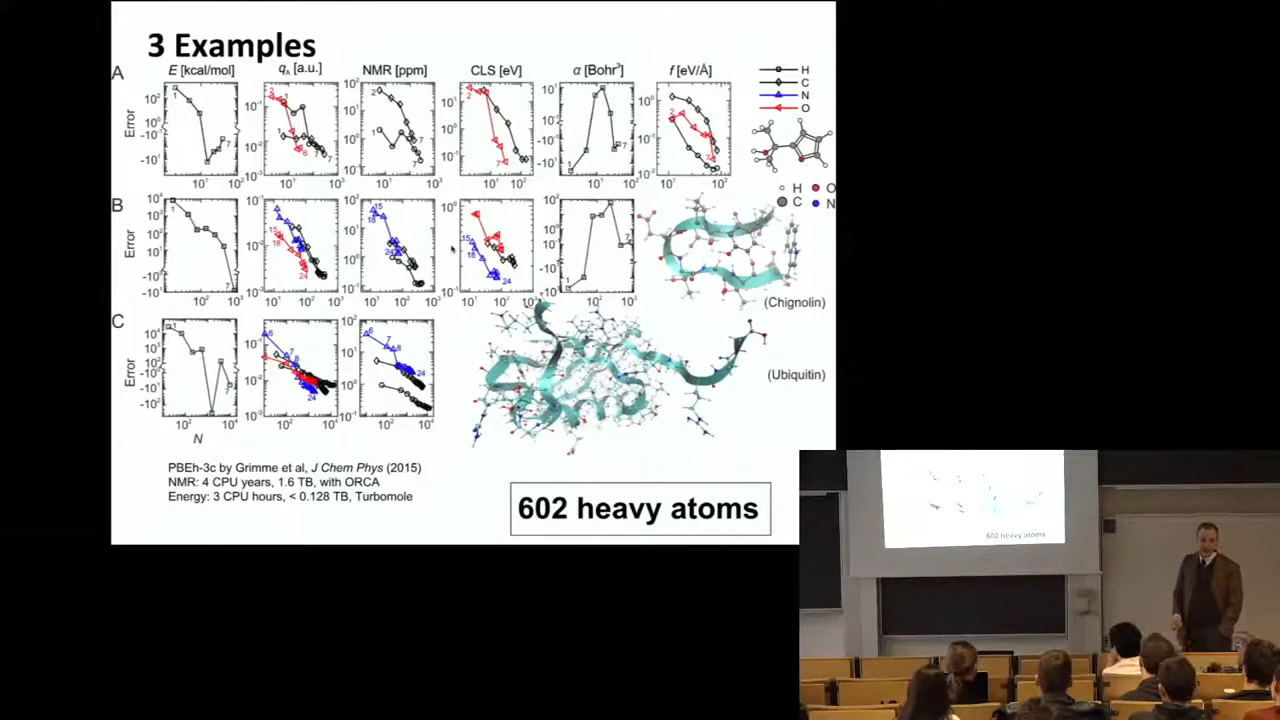 3 Examples
A
E [kcal/mol]
qA [a.u.]
NMR [ppm]
CLS [eV]
α [Bohr³]
f [eV/Å]
H
C
N
O
Error
B
Error
H
O
C
N
(Chignolin)
C
Error
(Ubiquitin)
N
PBEh-3c by Grimme et al, J Chem Phys (2015)
NMR: 4 CPU years, 1.6 TB, with ORCA
Energy: 3 CPU hours, < 0.128 TB, Turbomole
602 heavy atoms
602 heavy atoms